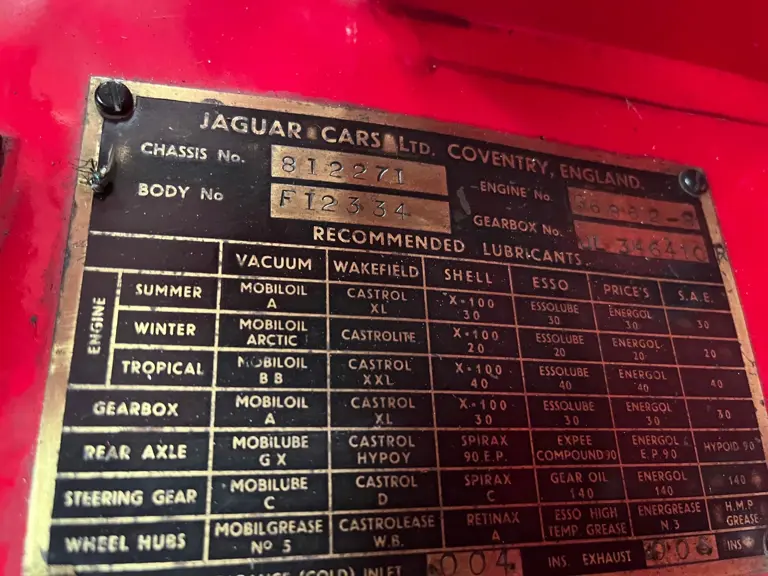 JAGUAR CARS LTD. COVENTRY, ENGLAND.
CHASSIS No. 812271 ENGINE No.
BODY No F12334 GEARBOX No.
RECOMMENDED LUBRICANTS
VACUUM WAKEFIELD SHELL ESSO PRICE'S S.A.E.
ENGINE
SUMMER MOBILOIL A CASTROL XL X-100 30 ESSOLUBE 30 ENERGOL 30 30
WINTER MOBILOIL ARCTIC CASTROLITE X-100 20 ESSOLUBE 20 ENERGOL 20 20
TROPICAL MOBILOIL BB CASTROL XXL X-100 40 ESSOLUBE 40 ENERGOL 40 40
GEARBOX MOBILOIL A CASTROL XL X-100 30 ESSOLUBE 30 ENERGOL 30 30
REAR AXLE MOBILUBE GX CASTROL HYPOY SPIRAX 90 E.P. EXPEE COMPOUND 90 ENERGOL E.P.90 HYPOID 90
STEERING GEAR MOBILUBE C CASTROL D SPIRAX C GEAR OIL 140 ENERGOL 140 140
WHEEL HUBS MOBILGREASE No 5 CASTROLEASE W.B. RETINAX A ESSO HIGH TEMP GREASE ENERGREASE N.3 H.M.P GREASE
(COLD) INLET .004 INS. EXHAUST INS